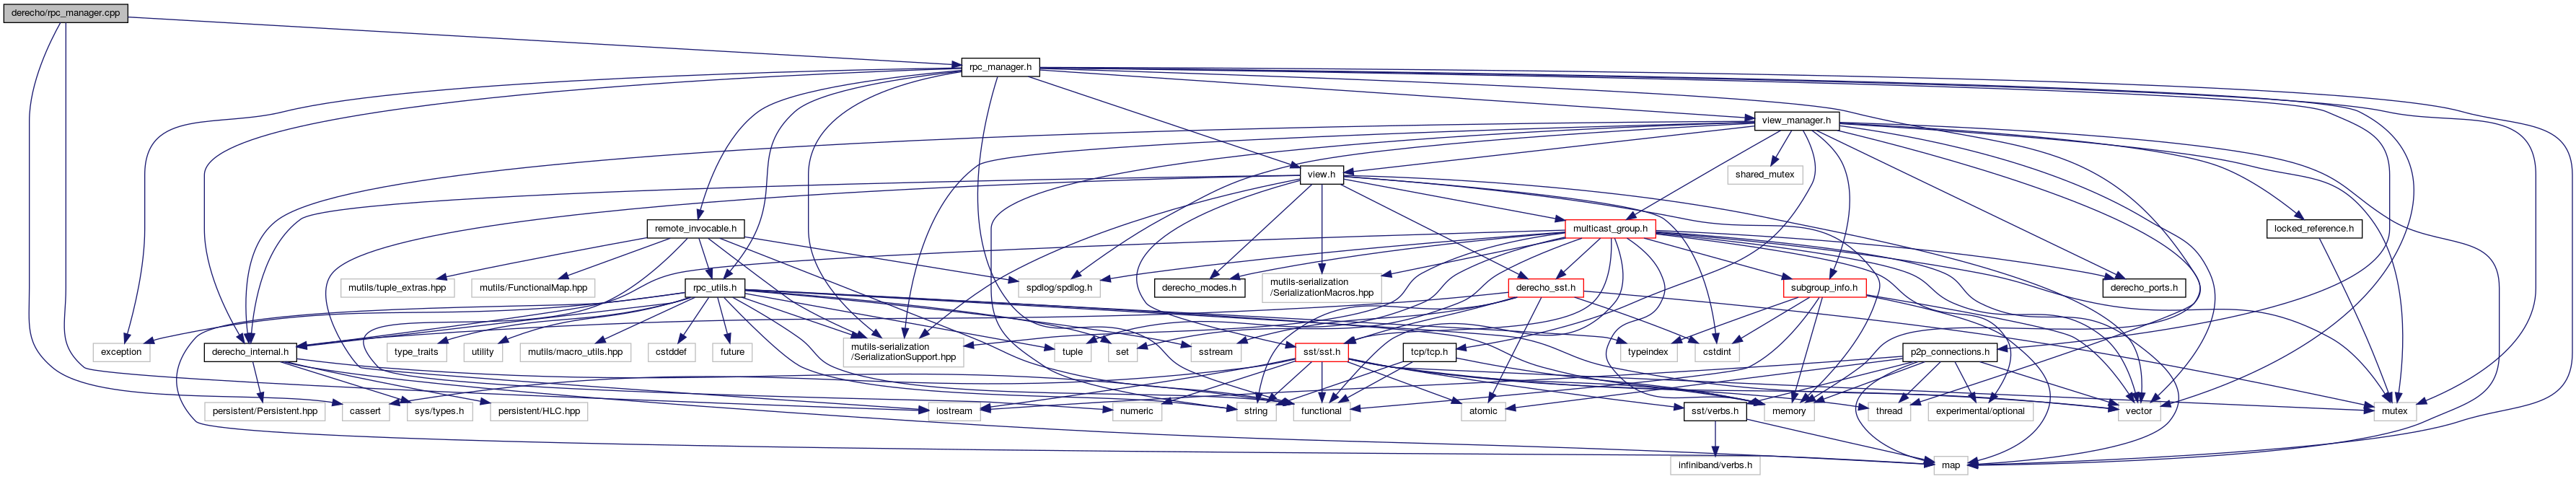 derecho/rpc_manager.cpp
rpc_manager.h
view_manager.h
view.h
shared_mutex
remote_invocable.h
multicast_group.h
locked_reference.h
mutils/tuple_extras.hpp
mutils/FunctionalMap.hpp
rpc_utils.h
spdlog/spdlog.h
derecho_modes.h
mutils-serialization
/SerializationMacros.hpp
derecho_sst.h
subgroup_info.h
derecho_ports.h
exception
derecho_internal.h
type_traits
utility
mutils/macro_utils.hpp
cstddef
future
mutils-serialization
/SerializationSupport.hpp
tuple
set
sstream
sst/sst.h
tcp/tcp.h
typeindex
cstdint
p2p_connections.h
persistent/Persistent.hpp
cassert
sys/types.h
persistent/HLC.hpp
iostream
numeric
string
functional
atomic
sst/verbs.h
memory
thread
experimental/optional
vector
mutex
infiniband/verbs.h
map